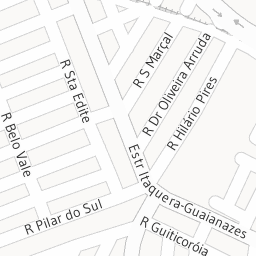 R S Marçal
R Dr Oliveira Arruda
R Sta Edite
R Hilário Pires
R Belo Vale
Estr Itaquera-Guaianazes
R Pilar do Sul
R Guiticoróia